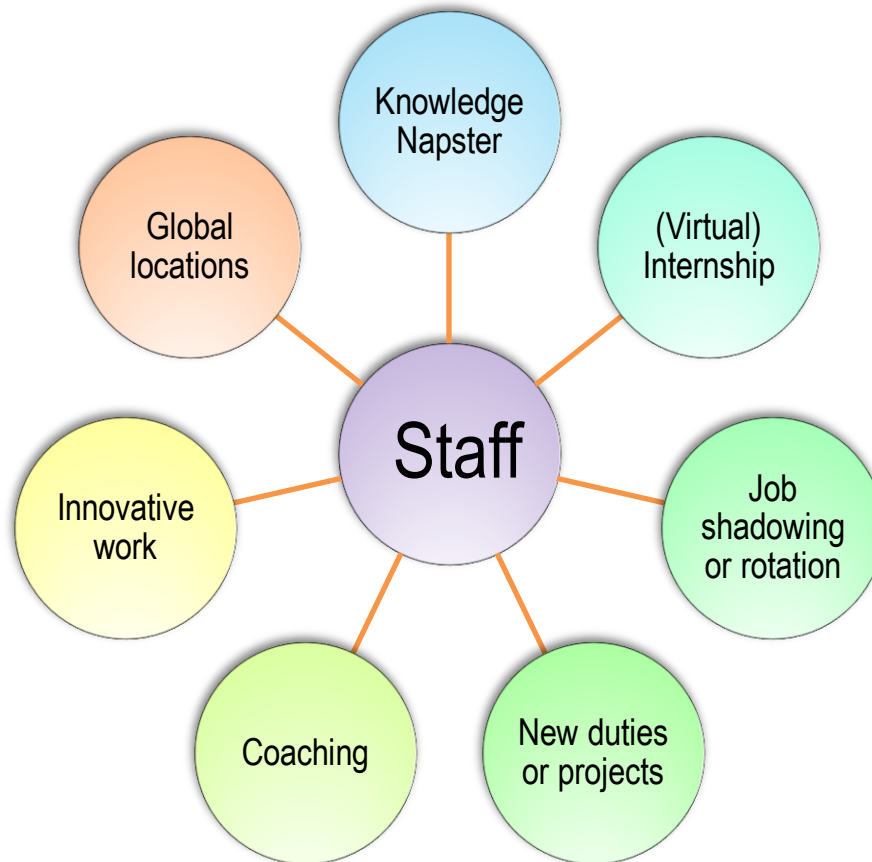 Knowledge
Napster
(Virtual)
Internship
Job
shadowing
or rotation
New duties
or projects
Coaching
Innovative
work
Global
locations
Staff